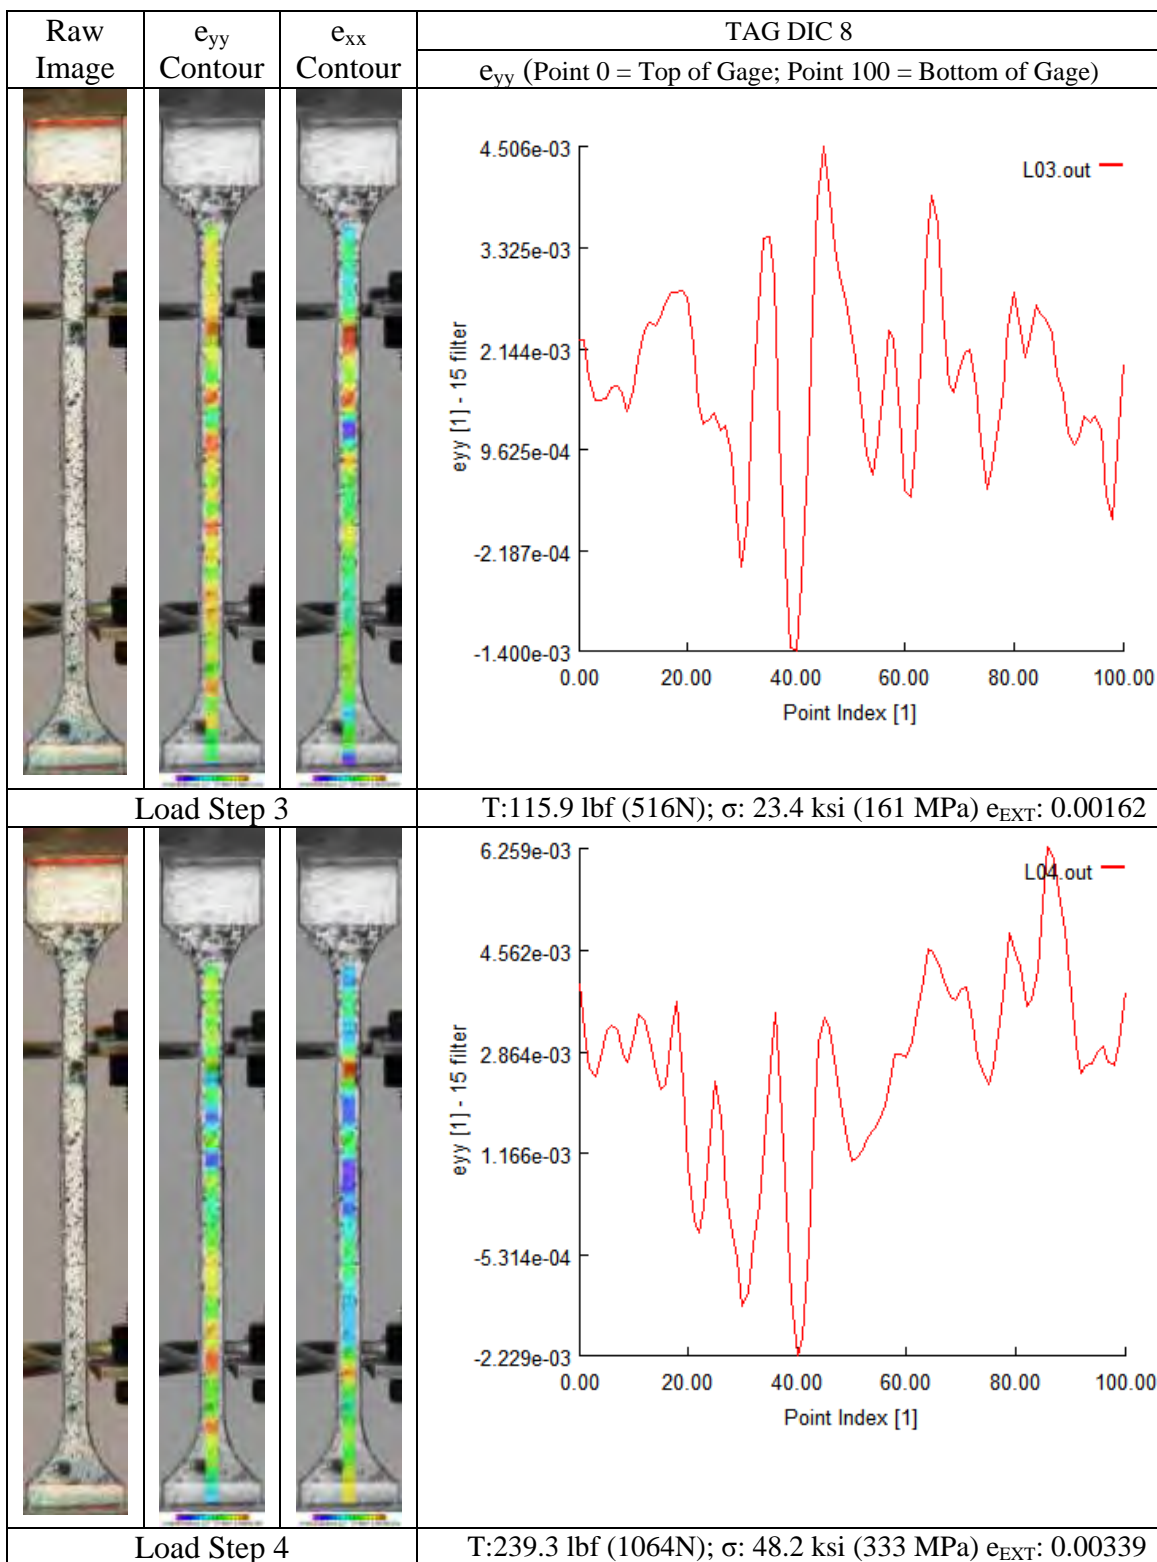 Raw Image
e_yy Contour
e_xx Contour
TAG DIC 8
e_yy (Point 0 = Top of Gage; Point 100 = Bottom of Gage)
4.506e-03
L03.out
3.325e-03
2.144e-03
eyy [1] - 15 filter
9.625e-04
-2.187e-04
-1.400e-03
0.00 20.00 40.00 60.00 80.00 100.00
Point Index [1]
Load Step 3
T:115.9 lbf (516N); σ: 23.4 ksi (161 MPa) e_EXT: 0.00162
6.259e-03
L04.out
4.562e-03
2.864e-03
eyy [1] - 15 filter
1.166e-03
-5.314e-04
-2.229e-03
0.00 20.00 40.00 60.00 80.00 100.00
Point Index [1]
Load Step 4
T:239.3 lbf (1064N); σ: 48.2 ksi (333 MPa) e_EXT: 0.00339